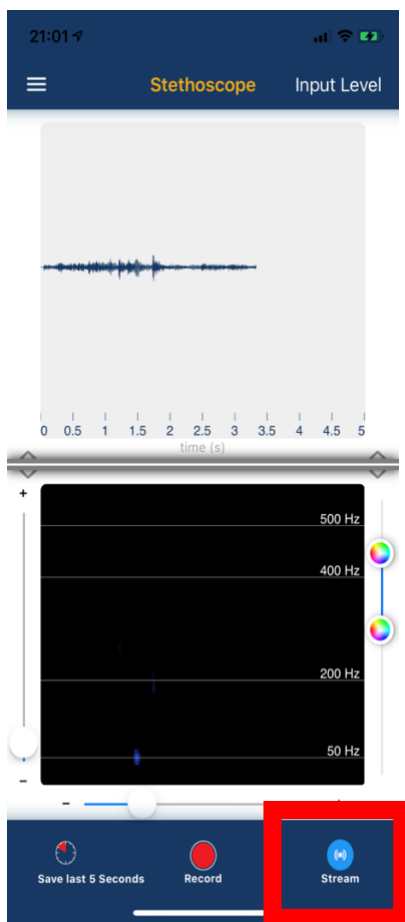 21:01
Stethoscope Input Level
0 0.5 1 1.5 2 2.5 3 3.5 4 4.5 5
time (s)
+
500 Hz
400 Hz
200 Hz
50 Hz
-
- +
Save last 5 Seconds Record Stream